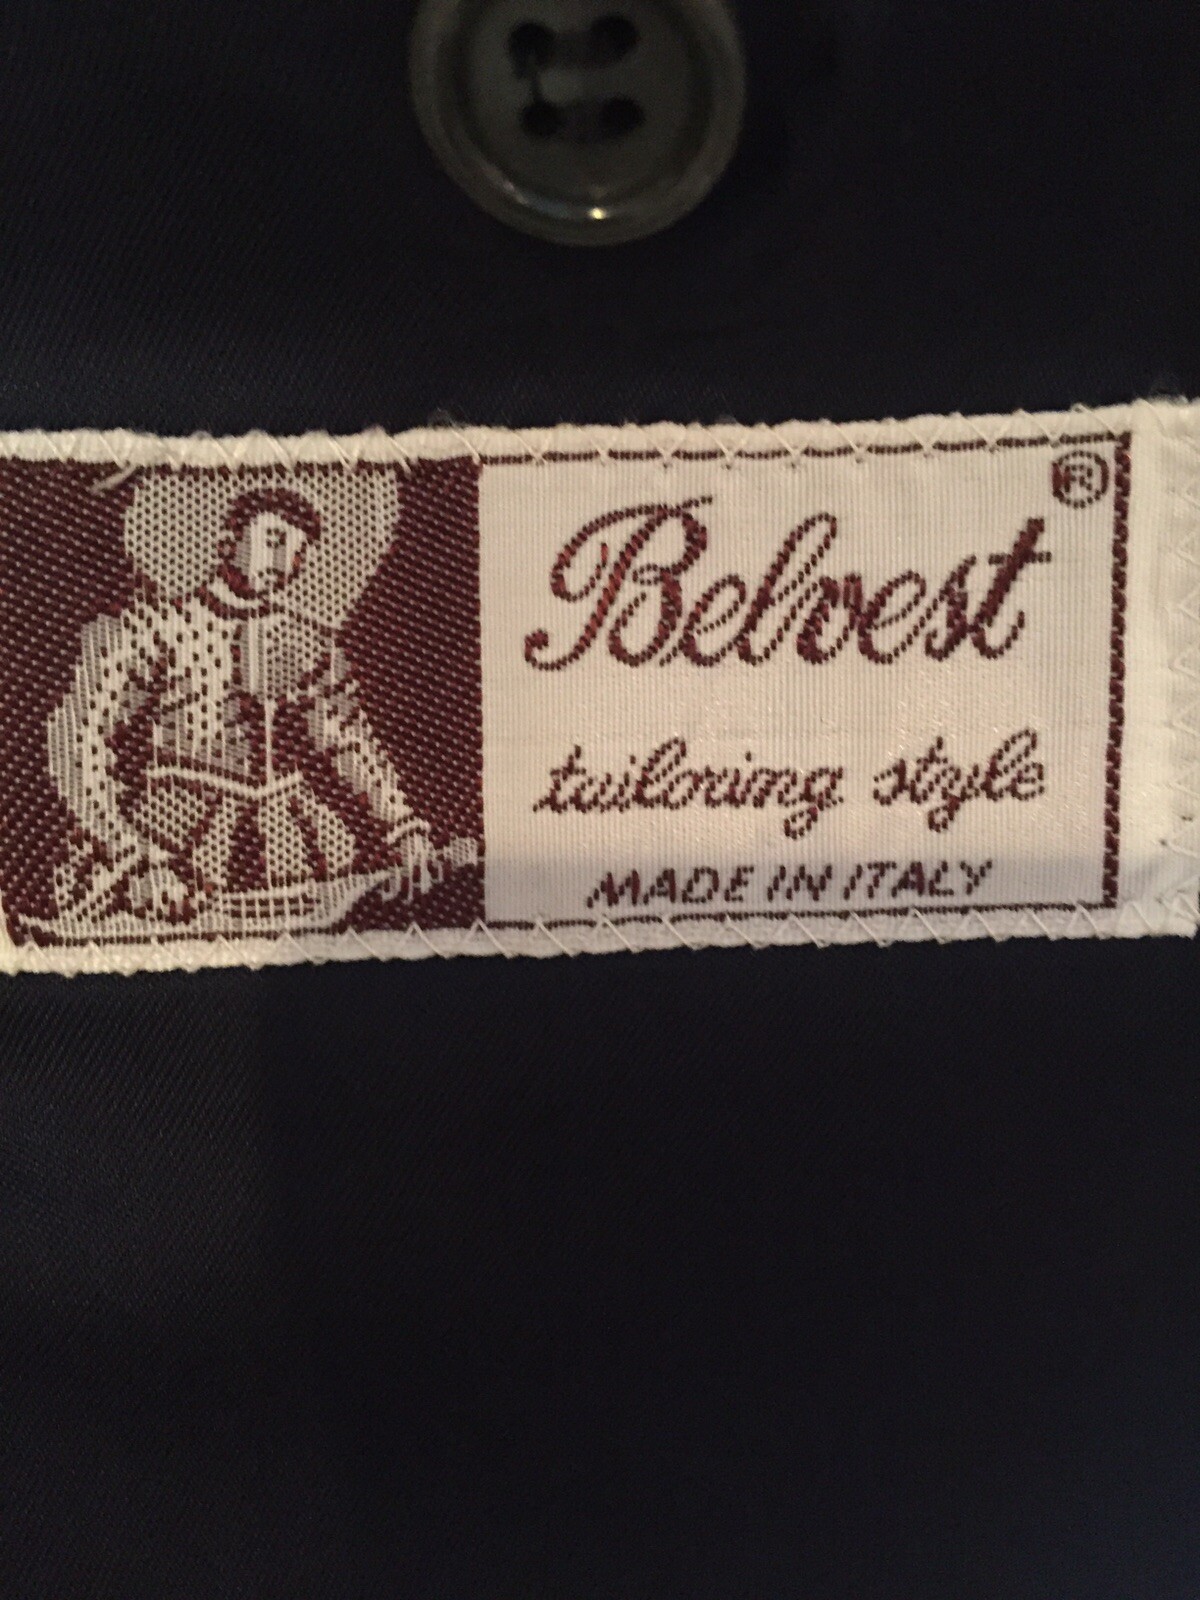 Belvest ®
tailoring style
MADE IN ITALY